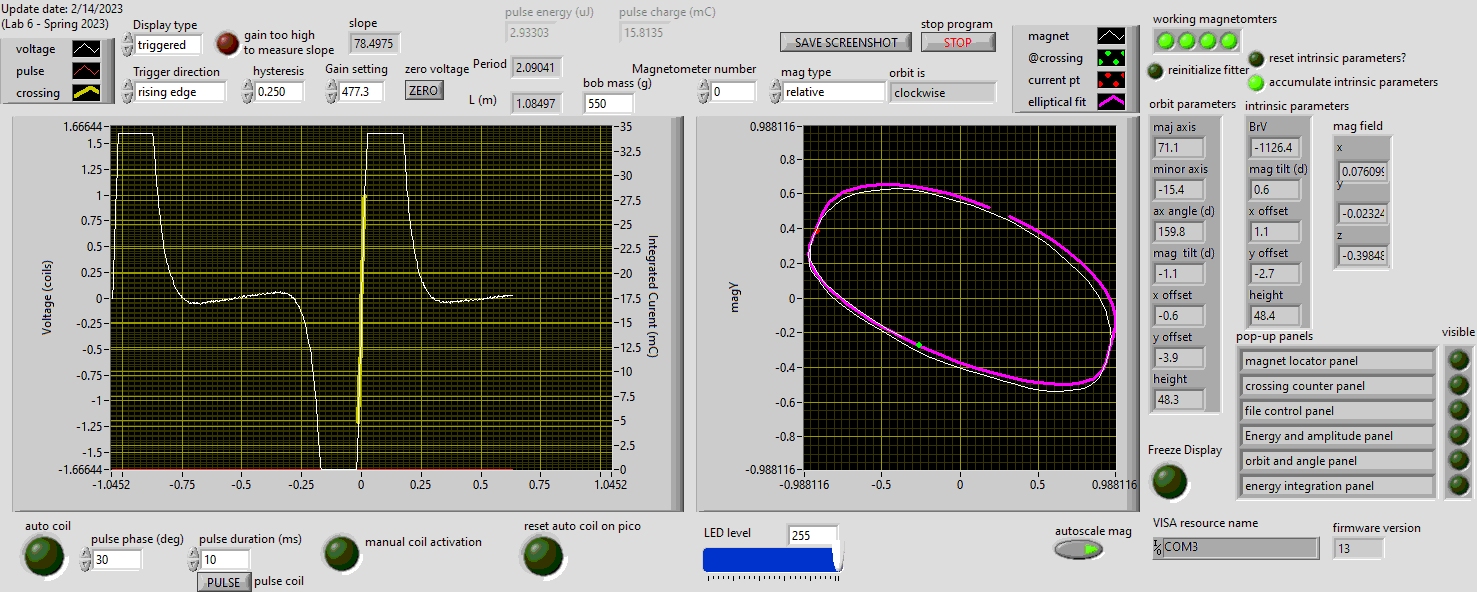 Update date: 2/14/2023
(Lab 6 - Spring 2023)
voltage
pulse
crossing
Display type
triggered
gain too high
to measure slope
slope
78.4975
Trigger direction
rising edge
hysteresis
0.250
Gain setting
477.3
zero voltage
ZERO
pulse energy (uJ)
2.93303
pulse charge (mC)
15.8135
Period
2.09041
L (m)
1.08497
bob mass (g)
550
Magnetometer number
0
mag type
relative
orbit is
clockwise
SAVE SCREENSHOT
stop program
STOP
magnet
@crossing
current pt
elliptical fit
working magnetomters
reinitialize fitter
reset intrinsic parameters?
accumulate intrinsic parameters
orbit parameters
maj axis
71.1
minor axis
-15.4
ax angle (d)
159.8
mag tilt (d)
-1.1
x offset
-0.6
y offset
-3.9
height
48.3
intrinsic parameters
BrV
-1126.4
mag tilt (d)
0.6
x offset
1.1
y offset
-2.7
height
48.4
mag field
x
0.07609
y
-0.02324
z
-0.3984
Voltage (coils)
1.66644
1.5
1.25
1
0.75
0.5
0.25
0
-0.25
-0.5
-0.75
-1
-1.25
-1.5
-1.66644
-1.0452
-0.75
-0.5
-0.25
0
0.25
0.5
0.75
1.0452
35
32.5
30
27.5
25
22.5
20
17.5
15
12.5
10
7.5
5
2.5
0
Integrated Curent (mC)
magy
0.988116
0.8
0.6
0.4
0.2
0
-0.2
-0.4
-0.6
-0.8
-0.988116
-0.988116
-0.5
0
0.5
0.988116
pop-up panels
visible
magnet locator panel
crossing counter panel
file control panel
Energy and amplitude panel
orbit and angle panel
energy integration panel
Freeze Display
auto coil
pulse phase (deg)
30
pulse duration (ms)
10
PULSE
pulse coil
manual coil activation
reset auto coil on pico
LED level
255
autoscale mag
VISA resource name
COM3
firmware version
13